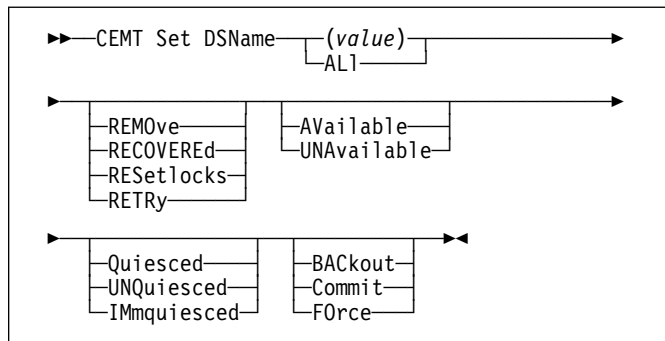 CEMT Set DSName (value)
ALl
REMOve AVailable
RECOVEREd UNAvailable
RESetlocks
RETRy
Quiesced BACkout
UNQuiesced Commit
IMmquiesced FOrce